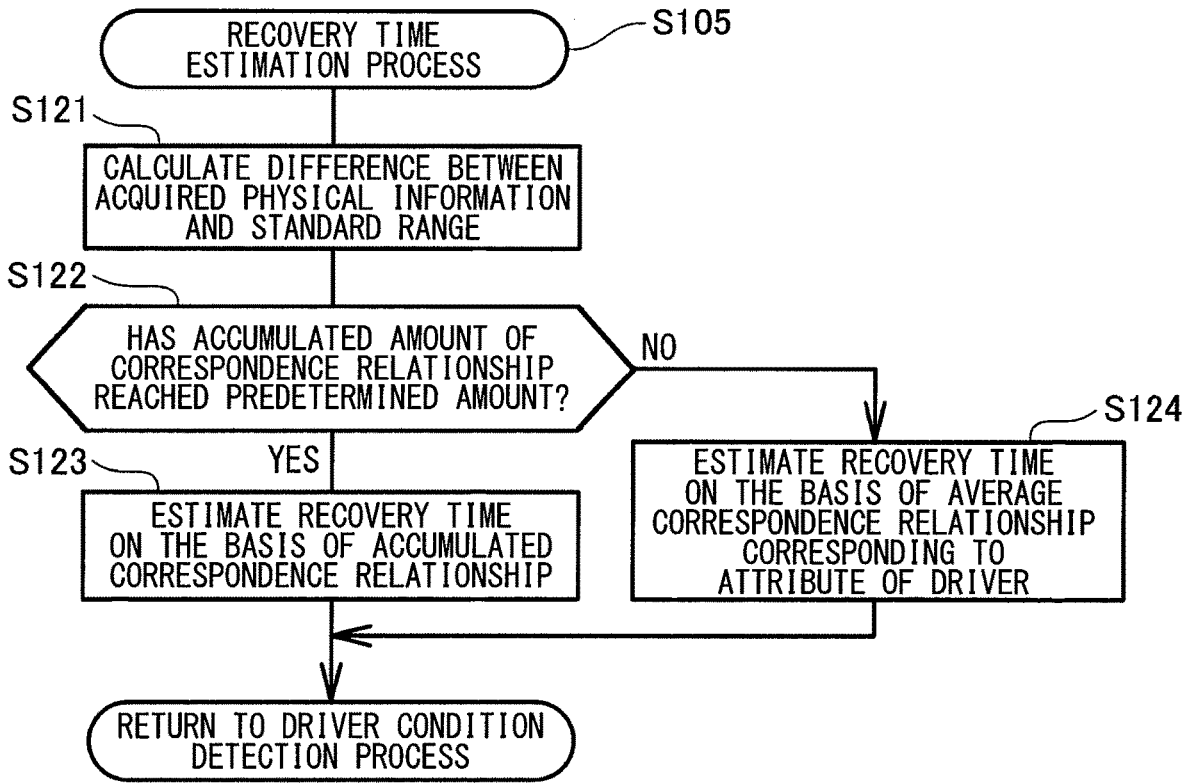 RECOVERY TIME
ESTIMATION PROCESS
S105
S121
CALCULATE DIFFERENCE BETWEEN
ACQUIRED PHYSICAL INFORMATION
AND STANDARD RANGE
S122
HAS ACCUMULATED AMOUNT OF
CORRESPONDENCE RELATIONSHIP
REACHED PREDETERMINED AMOUNT?
NO
YES
S123
ESTIMATE RECOVERY TIME
ON THE BASIS OF ACCUMULATED
CORRESPONDENCE RELATIONSHIP
S124
ESTIMATE RECOVERY TIME
ON THE BASIS OF AVERAGE
CORRESPONDENCE RELATIONSHIP
CORRESPONDING TO
ATTRIBUTE OF DRIVER
RETURN TO DRIVER CONDITION
DETECTION PROCESS